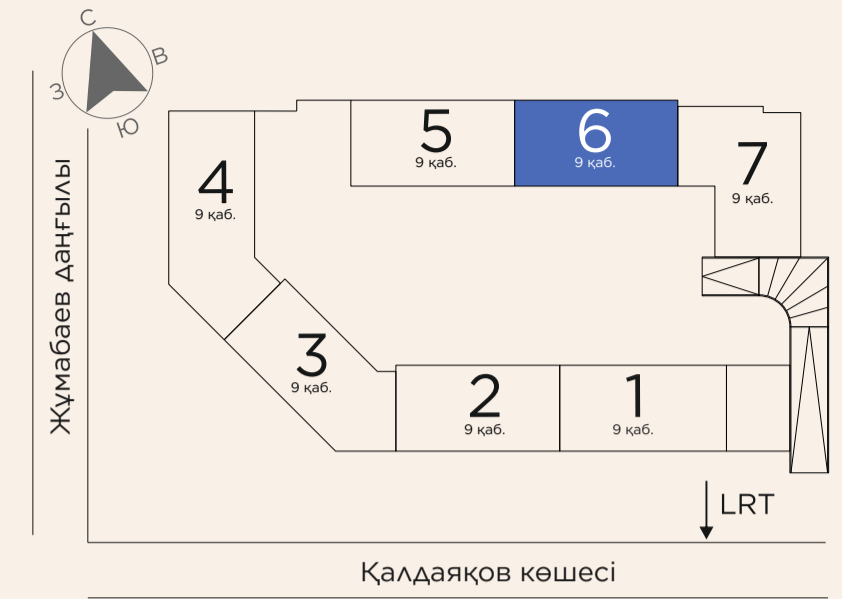 С
В
З
Ю
5
9 қаб.
6
9 қаб.
7
9 қаб.
4
9 қаб.
Жұмабаев даңғылы
3
9 қаб.
2
9 қаб.
1
9 қаб.
LRT
Қалдаяқов көшесі